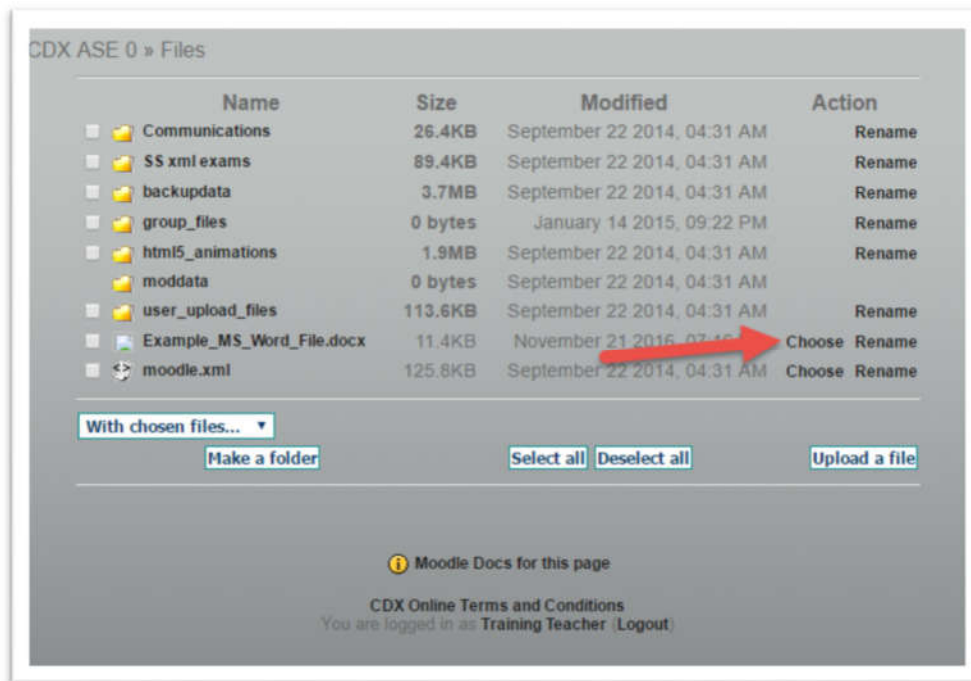 CDX ASE 0 » Files
Name Size Modified Action
Communications 26.4KB September 22 2014, 04:31 AM Rename
SS xml exams 89.4KB September 22 2014, 04:31 AM Rename
backupdata 3.7MB September 22 2014, 04:31 AM Rename
group_files 0 bytes January 14 2015, 09:22 PM Rename
html5_animations 1.9MB September 22 2014, 04:31 AM Rename
moddata 0 bytes September 22 2014, 04:31 AM
user_upload_files 113.6KB September 22 2014, 04:31 AM Rename
Example_MS_Word_File.docx 11.4KB November 21 2016, Choose Rename
moodle.xml 125.8KB September 22 2014, 04:31 AM Choose Rename
With chosen files...
Make a folder Select all Deselect all Upload a file
Moodle Docs for this page
CDX Online Terms and Conditions
You are logged in as Training Teacher (Logout)